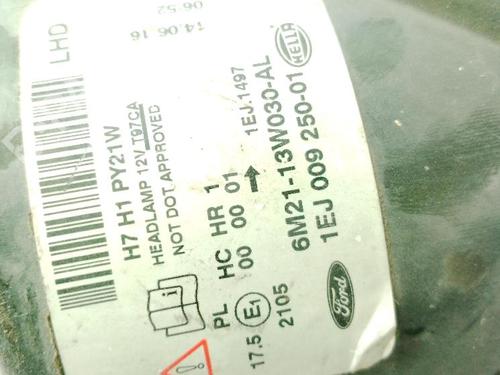 LHD
14.06.16
06:52
H7 H1 PY21W
HEADLAMP 12V T97CA
NOT DOT APPROVED
HELLA
1EJ.1497
PL HC HR 1
00 00 01
17.5 E1
2105
6M21-13W030-AL
1EJ 009 250-01
Ford